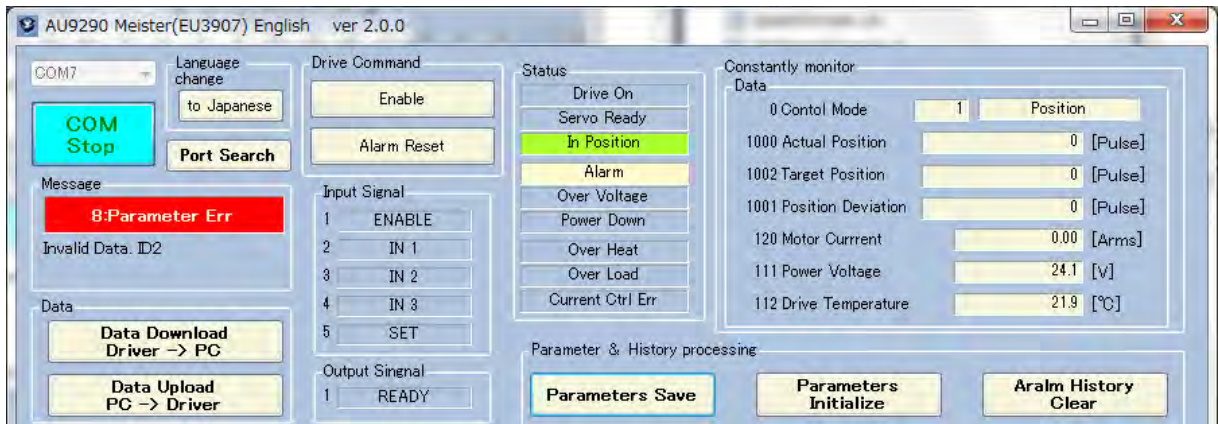 AU9290 Meister(EU3907) English ver 2.0.0
COM7
Language
change
to Japanese
COM
Stop
Port Search
Message
8:Parameter Err
Invalid Data. ID2
Data
Data Download
Driver -> PC
Data Upload
PC -> Driver
Drive Command
Enable
Alarm Reset
Input Signal
1 ENABLE
2 IN 1
3 IN 2
4 IN 3
5 SET
Output Singnal
1 READY
Status
Drive On
Servo Ready
In Position
Alarm
Over Voltage
Power Down
Over Heat
Over Load
Current Ctrl Err
Constantly monitor
Data
0 Contol Mode 1 Position
1000 Actual Position 0 [Pulse]
1002 Target Position 0 [Pulse]
1001 Position Deviation 0 [Pulse]
120 Motor Currrent 0.00 [Arms]
111 Power Voltage 24.1 [V]
112 Drive Temperature 21.9 [℃]
Parameter & History processing
Parameters Save
Parameters
Initialize
Aralm History
Clear